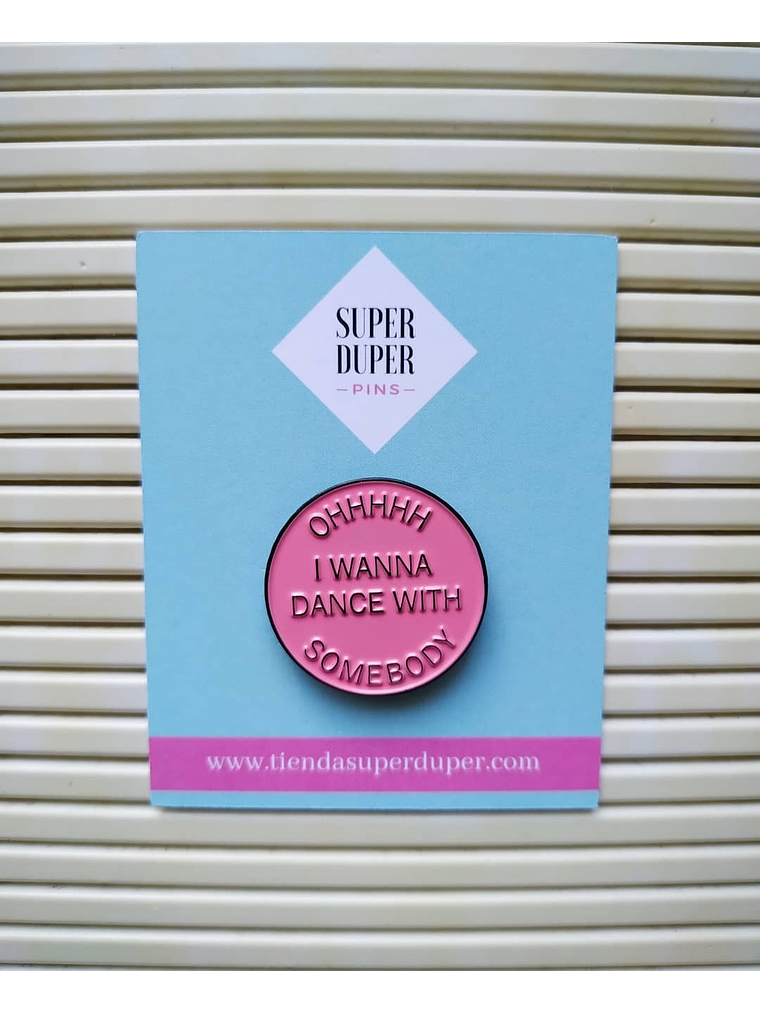 SUPER
DUPER
–PINS–
OHHHHH
I WANNA
DANCE WITH
SOMEBODY
www.tiendasuperduper.com